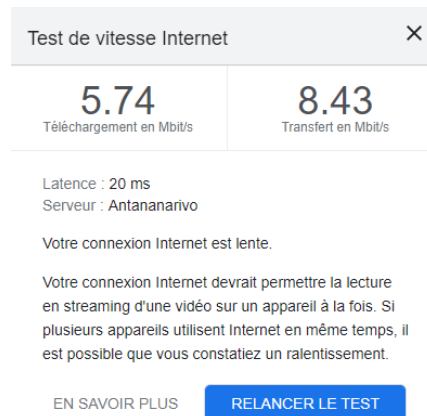 Test de vitesse Internet
5.74
Téléchargement en Mbit/s
8.43
Transfert en Mbit/s
Latence : 20 ms
Serveur : Antananarivo
Votre connexion Internet est lente.
Votre connexion Internet devrait permettre la lecture
en streaming d'une vidéo sur un appareil à la fois. Si
plusieurs appareils utilisent Internet en même temps, il
est possible que vous constatiez un ralentissement.
EN SAVOIR PLUS
RELANCER LE TEST